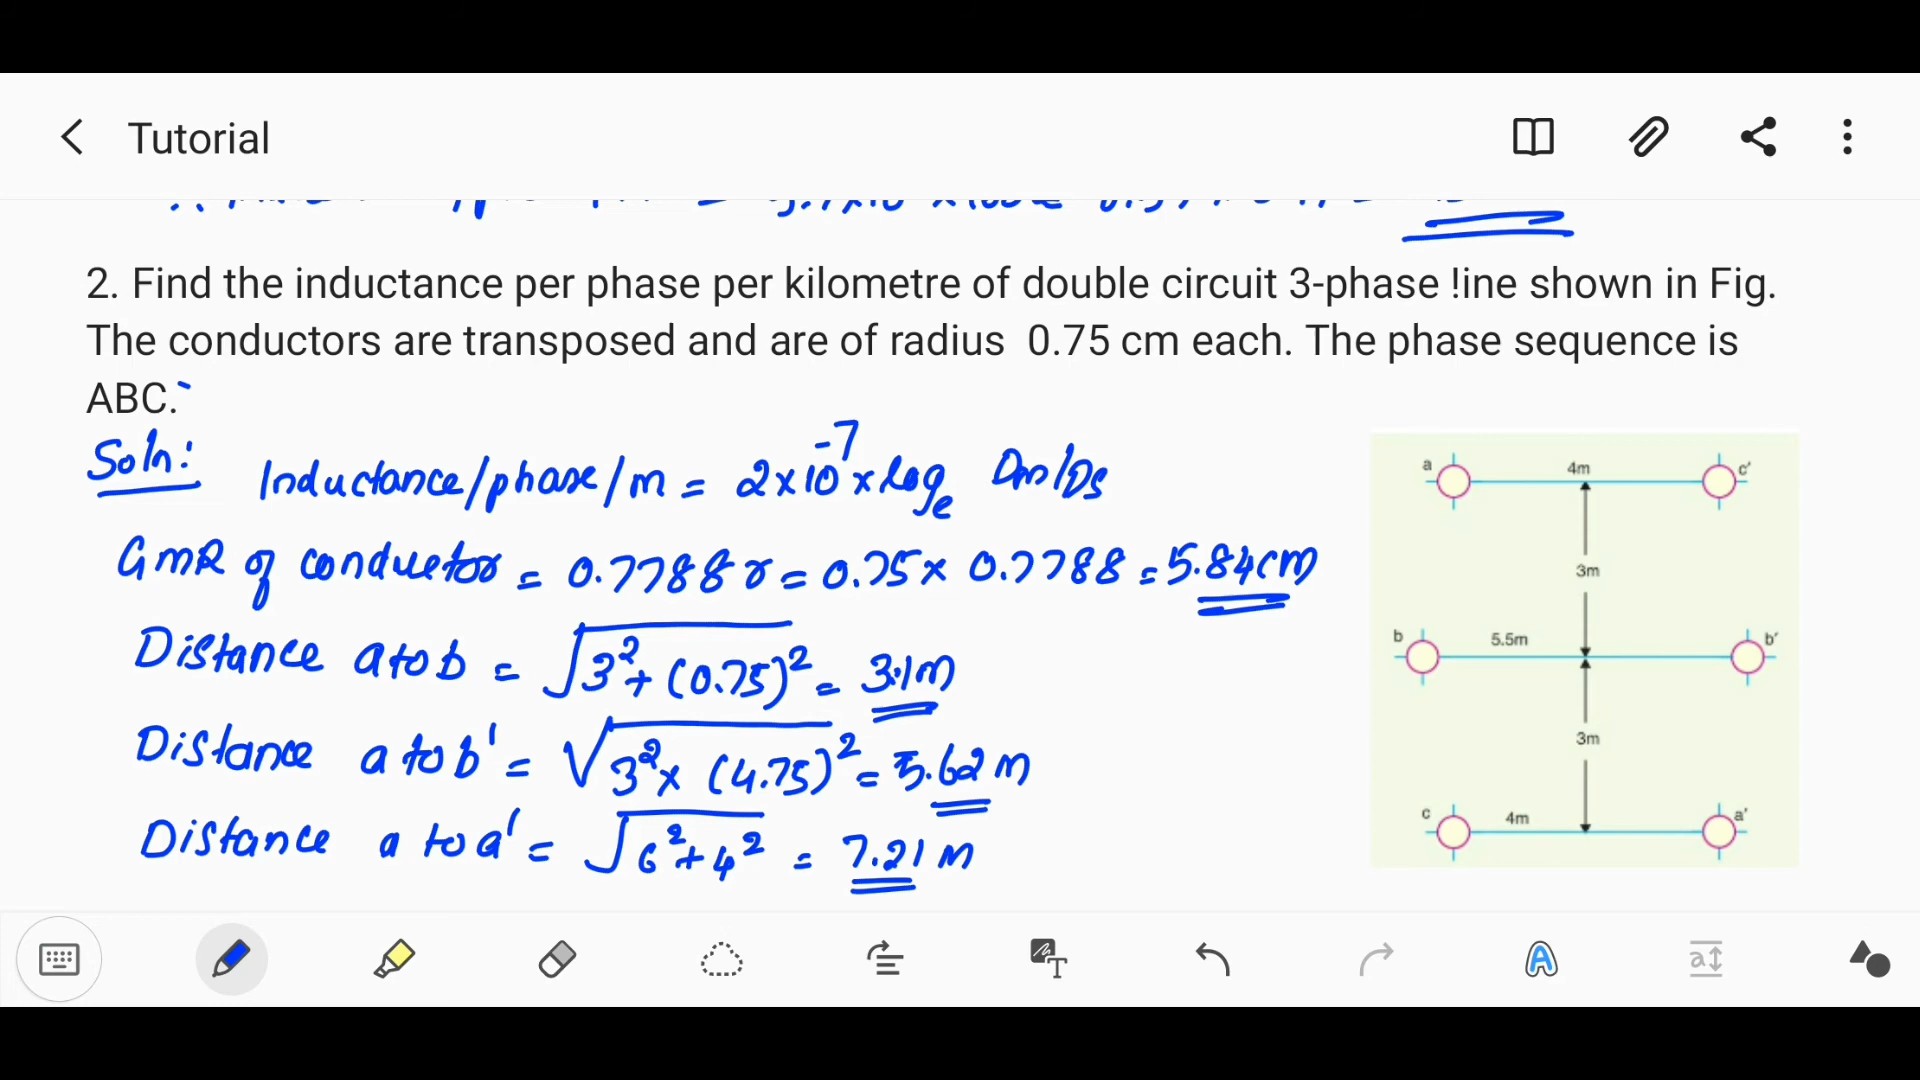 Tutorial
2. Find the inductance per phase per kilometre of double circuit 3-phase !ine shown in Fig.
The conductors are transposed and are of radius 0.75 cm each. The phase sequence is
ABC.
Soln: Inductance/phase/m = 2x10^-7 x log_e Dm/Ds
GMR of conductor = 0.7788 r = 0.75 x 0.7788 = 5.84cm
Distance a to b = √3²+(0.75)² = 3.1m
Distance a to b' = √3² x (4.75)² = 5.62 m
Distance a to a' = √6²+4² = 7.21 m
a 4m c'
3m
b 5.5m b'
3m
c 4m a'